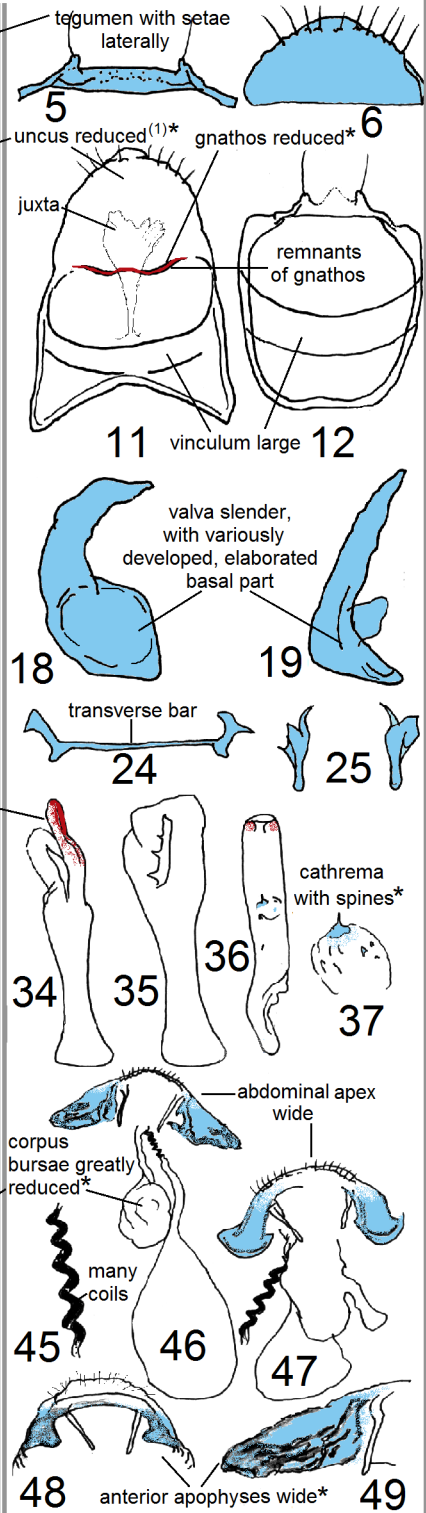 tegumen with setae
laterally
5
6
uncus reduced(1)*
gnathos reduced*
juxta
remnants
of gnathos
11
vinculum large
12
valva slender,
with variously
developed, elaborated
basal part
18
19
transverse bar
24
25
34
35
36
cathrema
with spines*
37
abdominal apex
wide
corpus
bursae greatly
reduced*
many
coils
45
46
47
48
anterior apophyses wide*
49